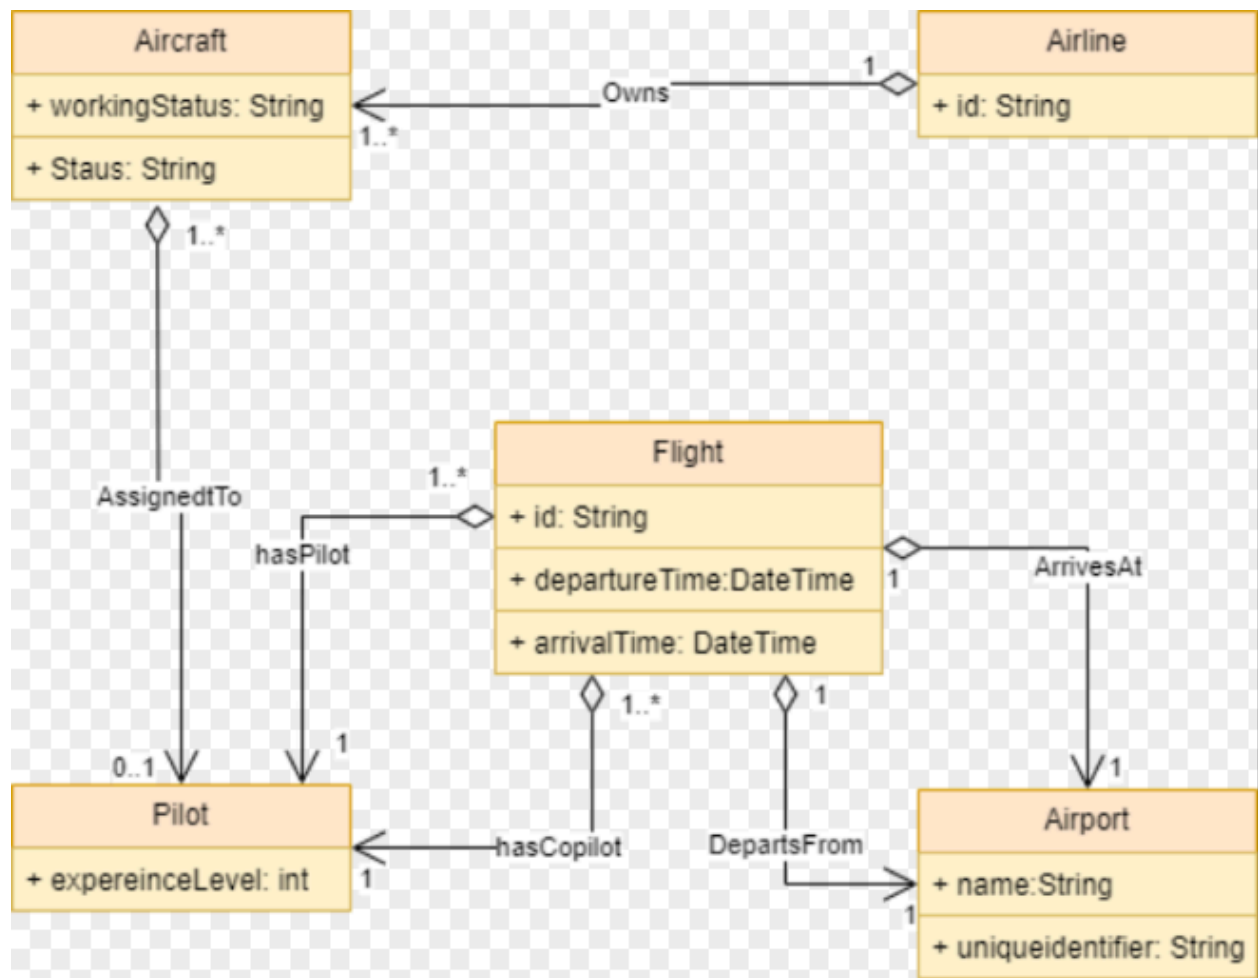 Aircraft
+ workingStatus: String
+ Staus: String
Airline
+ id: String
1
Owns
1..*
1..*
AssignedtTo
0..1
Flight
+ id: String
+ departureTime:DateTime
+ arrivalTime: DateTime
1..*
hasPilot
1
1
ArrivesAt
1
1..*
hasCopilot
1
1
DepartsFrom
1
Pilot
+ expereinceLevel: int
Airport
+ name:String
+ uniqueidentifier: String